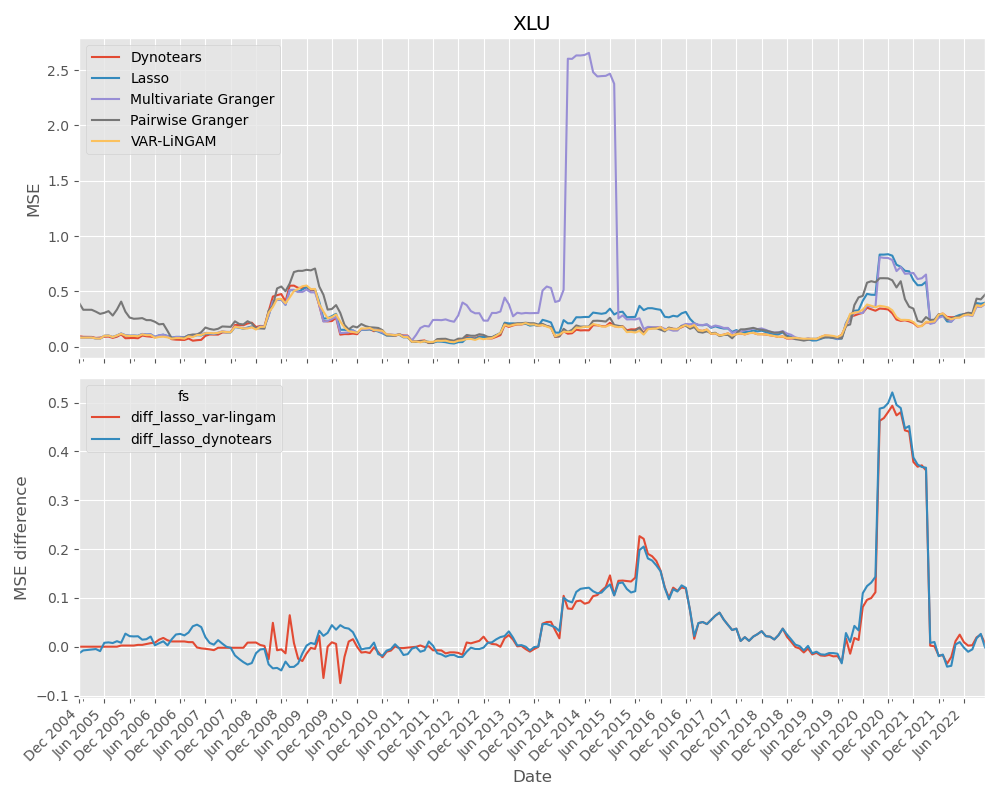 XLU
Dynotears
Lasso
Multivariate Granger
Pairwise Granger
VAR-LiNGAM
2.5
2.0
1.5
1.0
0.5
0.0
MSE
fs
diff_lasso_var-lingam
diff_lasso_dynotears
0.5
0.4
0.3
0.2
0.1
0.0
−0.1
MSE difference
Dec 2004
Jun 2005
Dec 2005
Jun 2006
Dec 2006
Jun 2007
Dec 2007
Jun 2008
Dec 2008
Jun 2009
Dec 2009
Jun 2010
Dec 2010
Jun 2011
Dec 2011
Jun 2012
Dec 2012
Jun 2013
Dec 2013
Jun 2014
Dec 2014
Jun 2015
Dec 2015
Jun 2016
Dec 2016
Jun 2017
Dec 2017
Jun 2018
Dec 2018
Jun 2019
Dec 2019
Jun 2020
Dec 2020
Jun 2021
Dec 2021
Jun 2022
Date